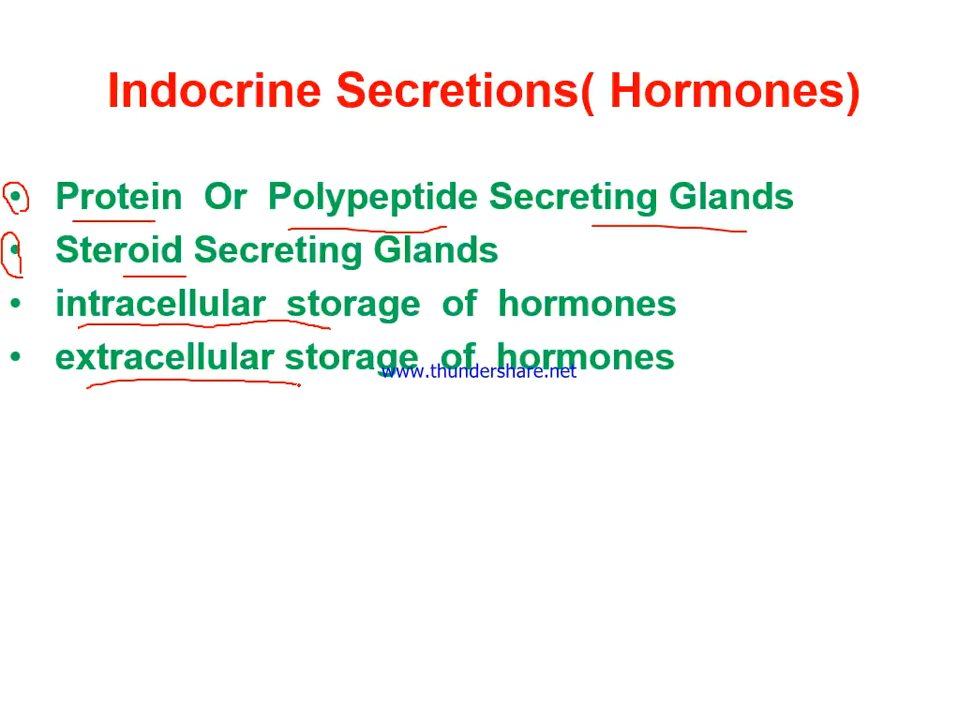 Indocrine Secretions( Hormones)
• Protein Or Polypeptide Secreting Glands
• Steroid Secreting Glands
• intracellular storage of hormones
• extracellular storage of hormones
www.thundershare.net